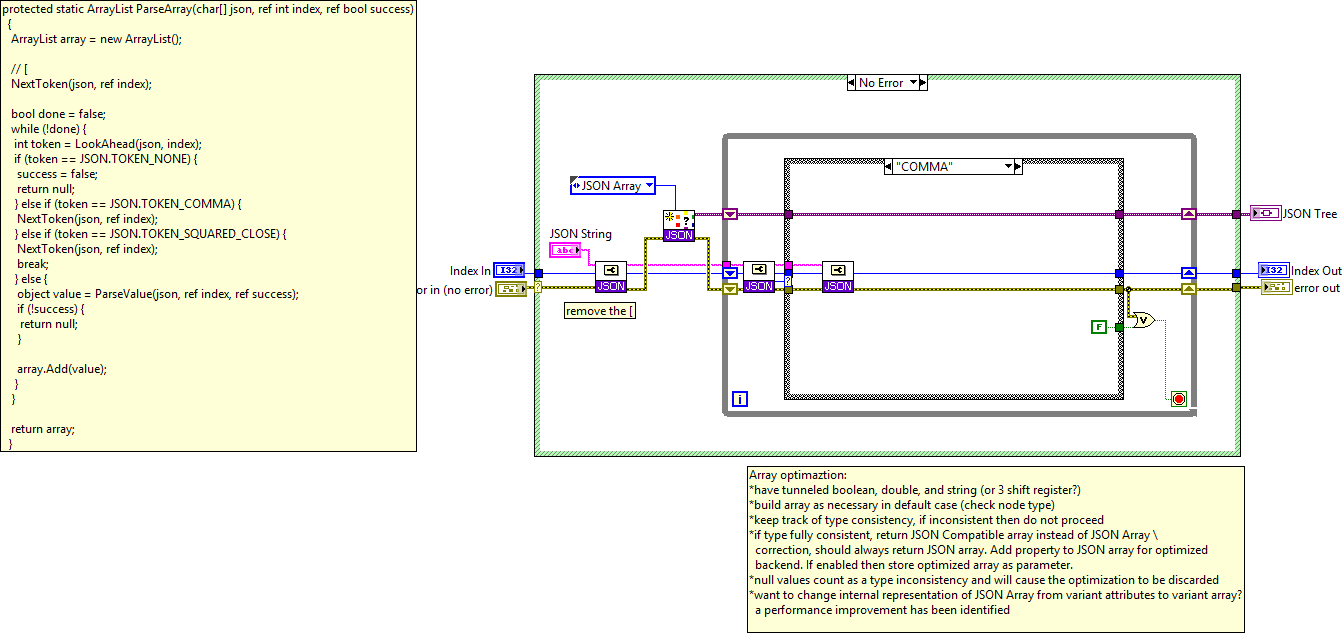 protected static ArrayList ParseArray(char[] json, ref int index, ref bool success)
{
ArrayList array = new ArrayList();
// [
NextToken(json, ref index);
bool done = false;
while (!done) {
int token = LookAhead(json, index);
if (token == JSON.TOKEN_NONE) {
success = false;
return null;
} else if (token == JSON.TOKEN_COMMA) {
NextToken(json, ref index);
} else if (token == JSON.TOKEN_SQUARED_CLOSE) {
NextToken(json, ref index);
break;
} else {
object value = ParseValue(json, ref index, ref success);
if (!success) {
return null;
}
array.Add(value);
}
}
return array;
}
No Error
"COMMA"
JSON Array
?
JSON
JSON String
abc
Index In
I32
or in (no error)
?
JSON
remove the [
JSON
?
JSON
JSON Tree
I32
Index Out
error out
F
V
i
Array optimaztion:
*have tunneled boolean, double, and string (or 3 shift register?)
*build array as necessary in default case (check node type)
*keep track of type consistency, if inconsistent then do not proceed
*if type fully consistent, return JSON Compatible array instead of JSON Array \
correction, should always return JSON array. Add property to JSON array for optimized
backend. If enabled then store optimized array as parameter.
*null values count as a type inconsistency and will cause the optimization to be discarded
*want to change internal representation of JSON Array from variant attributes to variant array?
a performance improvement has been identified